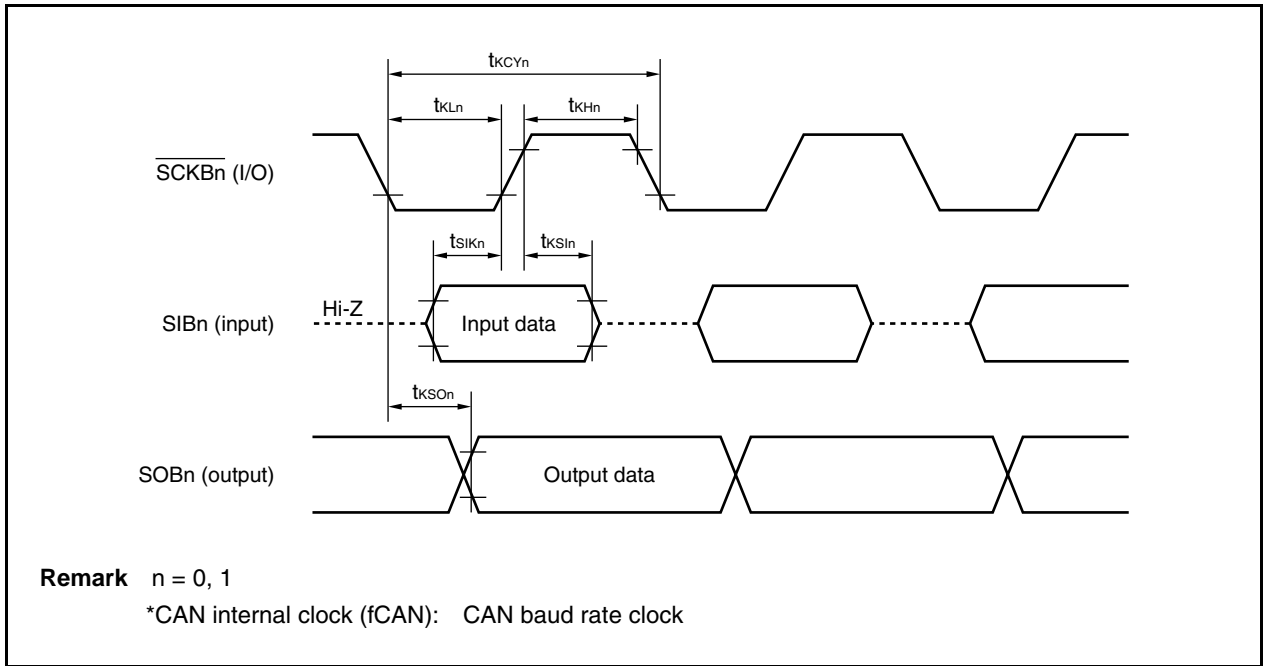 tKCYn
tKLn
tKHn
SCKBn (I/O)
tSIKn
tKSIn
Hi-Z
SIBn (input)
Input data
tKSOn
SOBn (output)
Output data
Remark n = 0, 1
*CAN internal clock (fCAN): CAN baud rate clock